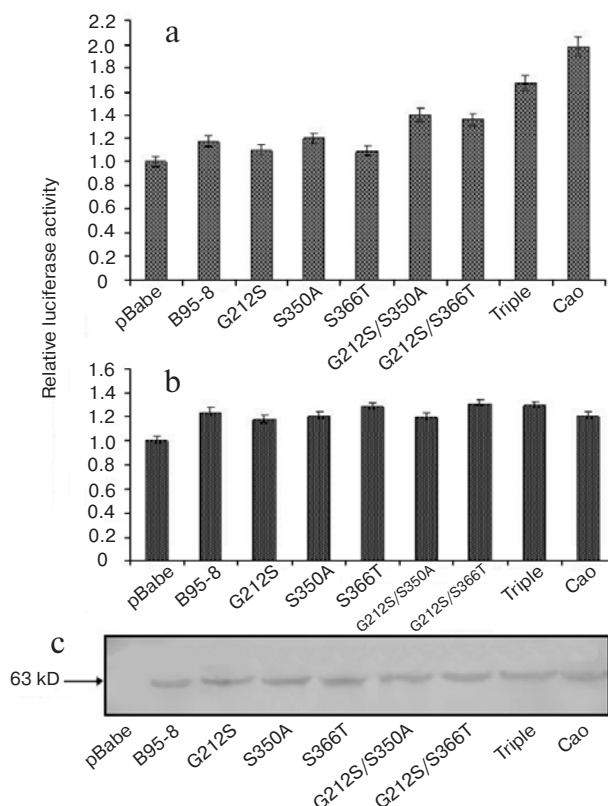 Relative luciferase activity
a
2.2
2.0
1.8
1.6
1.4
1.2
1.0
0.8
0.6
0.4
0.2
0
pBabe
B95-8
G212S
S350A
S366T
G212S/S350A
G212S/S366T
Triple
Cao
b
1.6
1.4
1.2
1.0
0.8
0.6
0.4
0.2
0
pBabe
B95-8
G212S
S350A
S366T
G212S/S350A
G212S/S366T
Triple
Cao
c
63 kD
pBabe
B95-8
G212S
S350A
S366T
G212S/S350A
G212S/S366T
Triple
Cao